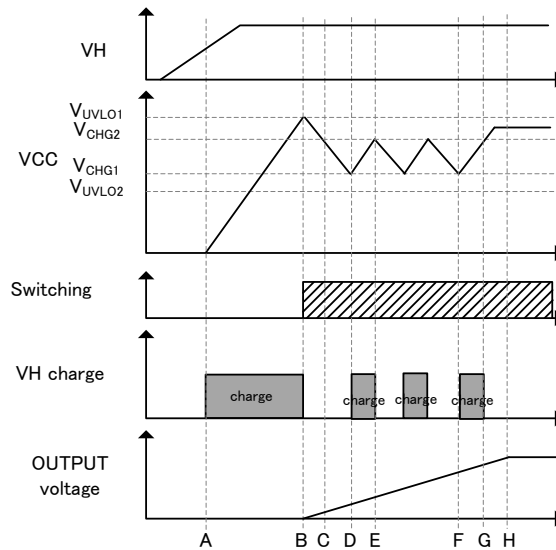 VH
VUVLO1
VCHG2
VCC
VCHG1
VUVLO2
Switching
VH charge
charge
charge
charge
charge
OUTPUT
voltage
A B C D E F G H